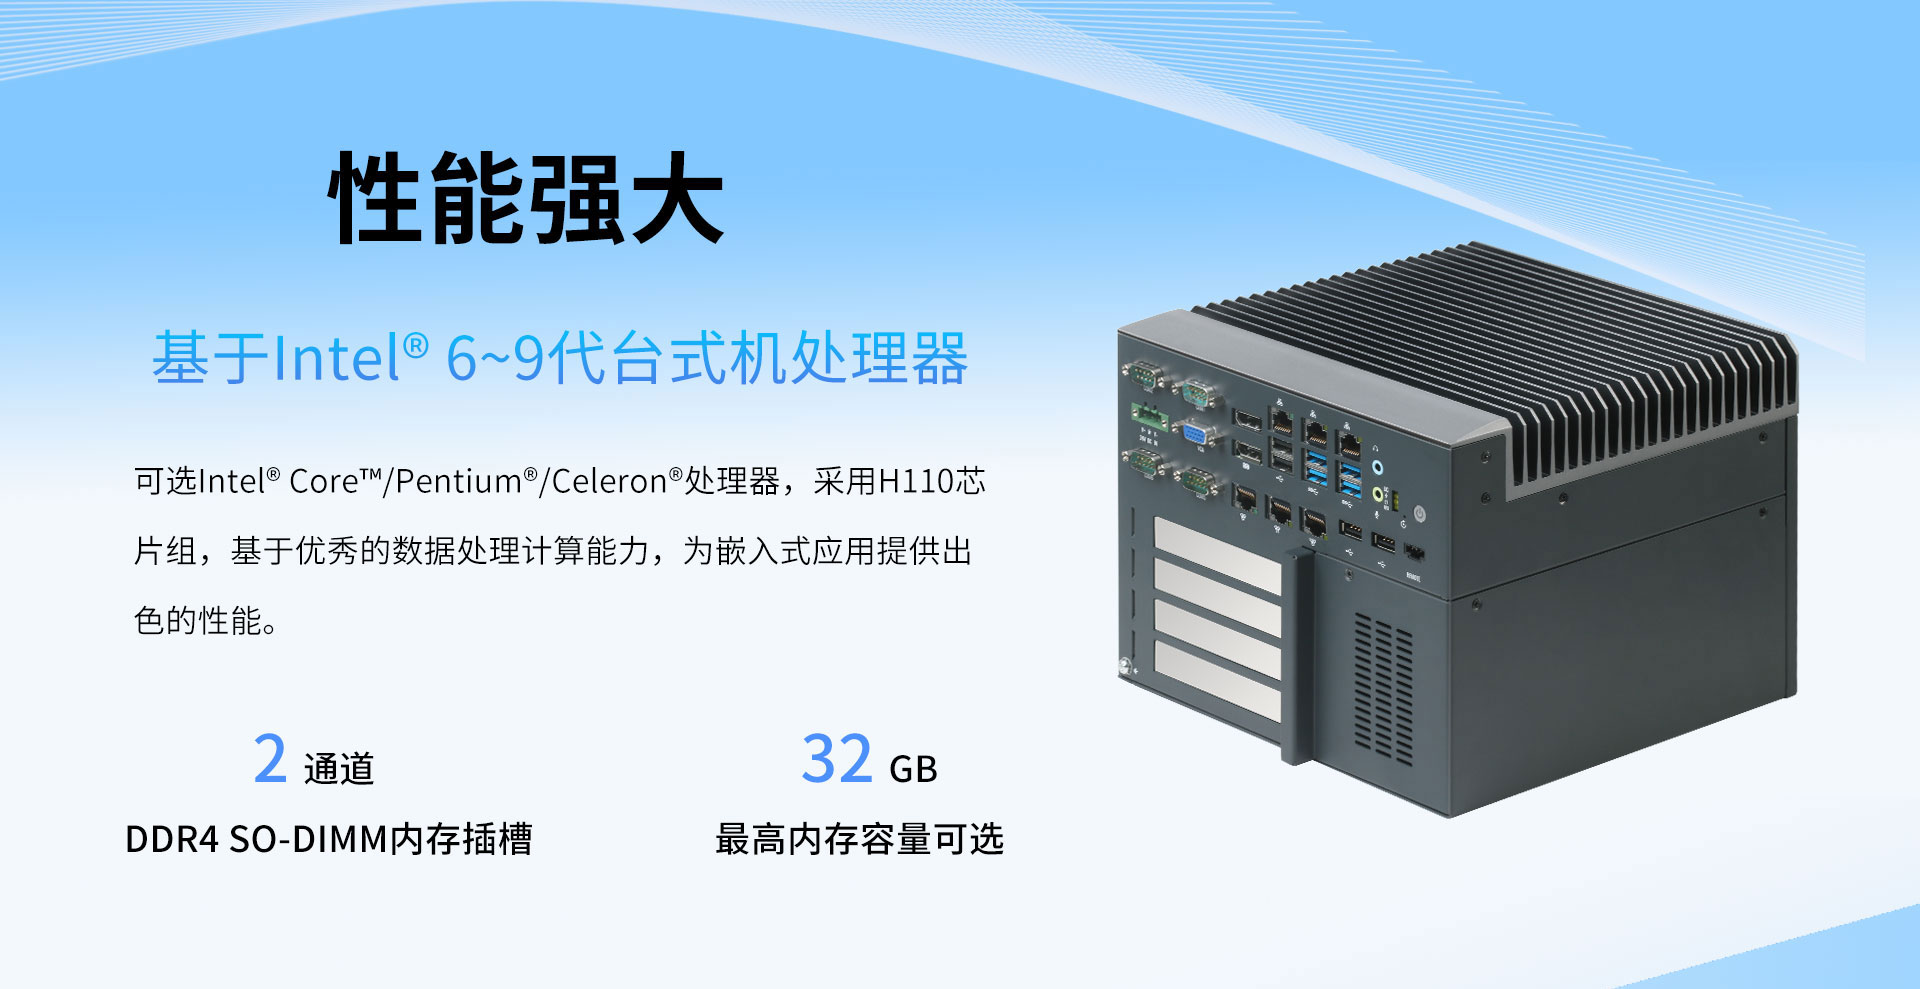 性能强大
基于Intel® 6~9代台式机处理器
可选Intel® Core™/Pentium®/Celeron®处理器，采用H110芯
片组，基于优秀的数据处理计算能力，为嵌入式应用提供出
色的性能。
2 通道
DDR4 SO-DIMM内存插槽
32 GB
最高内存容量可选
VGA
REMOTE